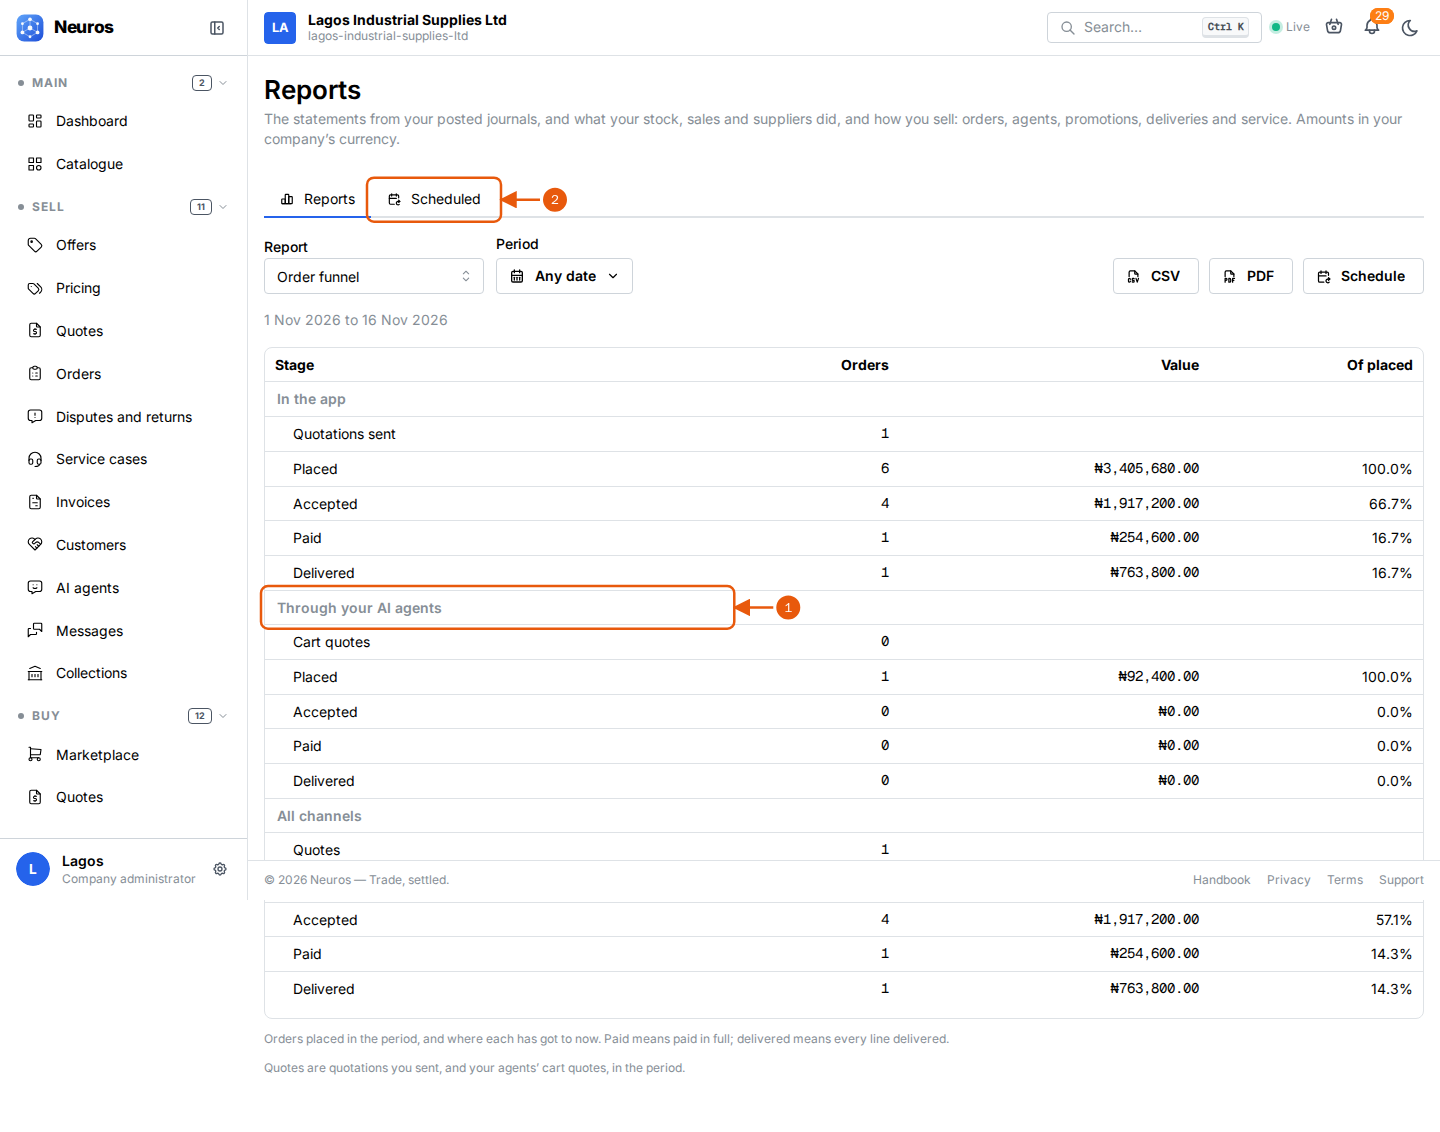 Neuros
LA
Lagos Industrial Supplies Ltd
lagos-industrial-supplies-ltd
Search...
Ctrl K
Live
29
MAIN
2
Dashboard
Catalogue
SELL
11
Offers
Pricing
Quotes
Orders
Disputes and returns
Service cases
Invoices
Customers
AI agents
Messages
Collections
BUY
12
Marketplace
Quotes
L
Lagos
Company administrator
Reports
The statements from your posted journals, and what your stock, sales and suppliers did, and how you sell: orders, agents, promotions, deliveries and service. Amounts in your
company’s currency.
Reports
Scheduled
2
Report
Period
Order funnel
Any date
CSV
PDF
Schedule
1 Nov 2026 to 16 Nov 2026
Stage Orders Value Of placed
In the app
Quotations sent 1
Placed 6 ₦3,405,680.00 100.0%
Accepted 4 ₦1,917,200.00 66.7%
Paid 1 ₦254,600.00 16.7%
Delivered 1 ₦763,800.00 16.7%
Through your AI agents
1
Cart quotes 0
Placed 1 ₦92,400.00 100.0%
Accepted 0 ₦0.00 0.0%
Paid 0 ₦0.00 0.0%
Delivered 0 ₦0.00 0.0%
All channels
Quotes 1
© 2026 Neuros — Trade, settled.
Handbook Privacy Terms Support
Accepted 4 ₦1,917,200.00 57.1%
Paid 1 ₦254,600.00 14.3%
Delivered 1 ₦763,800.00 14.3%
Orders placed in the period, and where each has got to now. Paid means paid in full; delivered means every line delivered.
Quotes are quotations you sent, and your agents’ cart quotes, in the period.